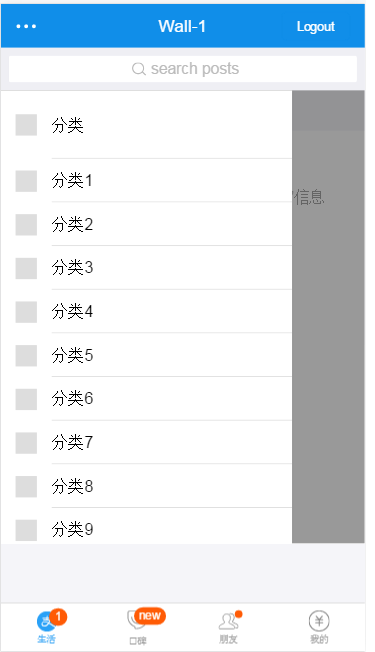 ••• Wall-1 Logout
search posts
分类
分类1
信息
分类2
分类3
分类4
分类5
分类6
分类7
分类8
分类9
1 new
生活 口碑 朋友 我的